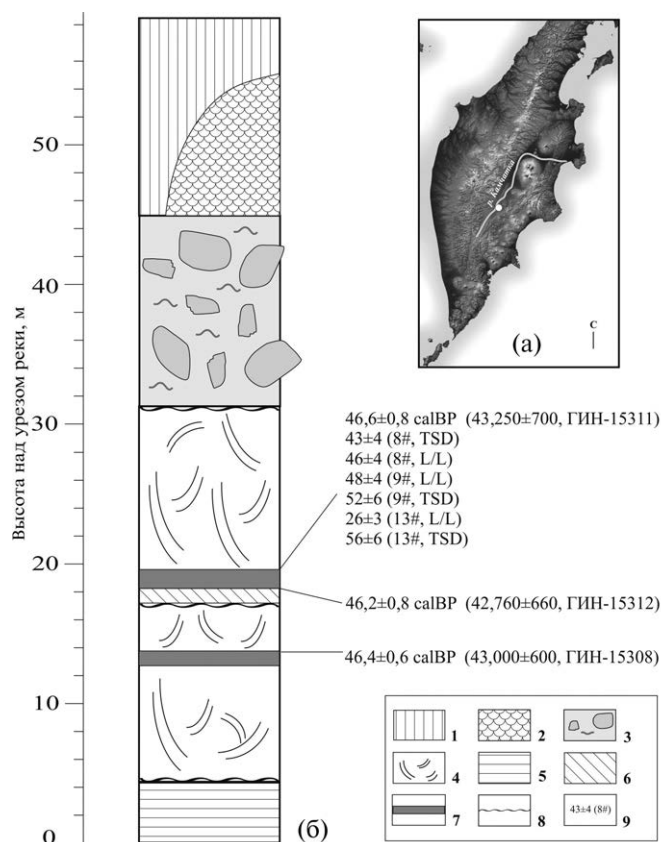 Высота над урезом реки, м
50
40
30
20
10
0
(б)
р. Камчатка
С
(а)
46,6±0,8 calBP (43,250±700, ГИН-15311)
43±4 (8#, TSD)
46±4 (8#, L/L)
48±4 (9#, L/L)
52±6 (9#, TSD)
26±3 (13#, L/L)
56±6 (13#, TSD)
46,2±0,8 calBP (42,760±660, ГИН-15312)
46,4±0,6 calBP (43,000±600, ГИН-15308)
1
2
3
4
5
6
7
8
43±4 (8#)
9